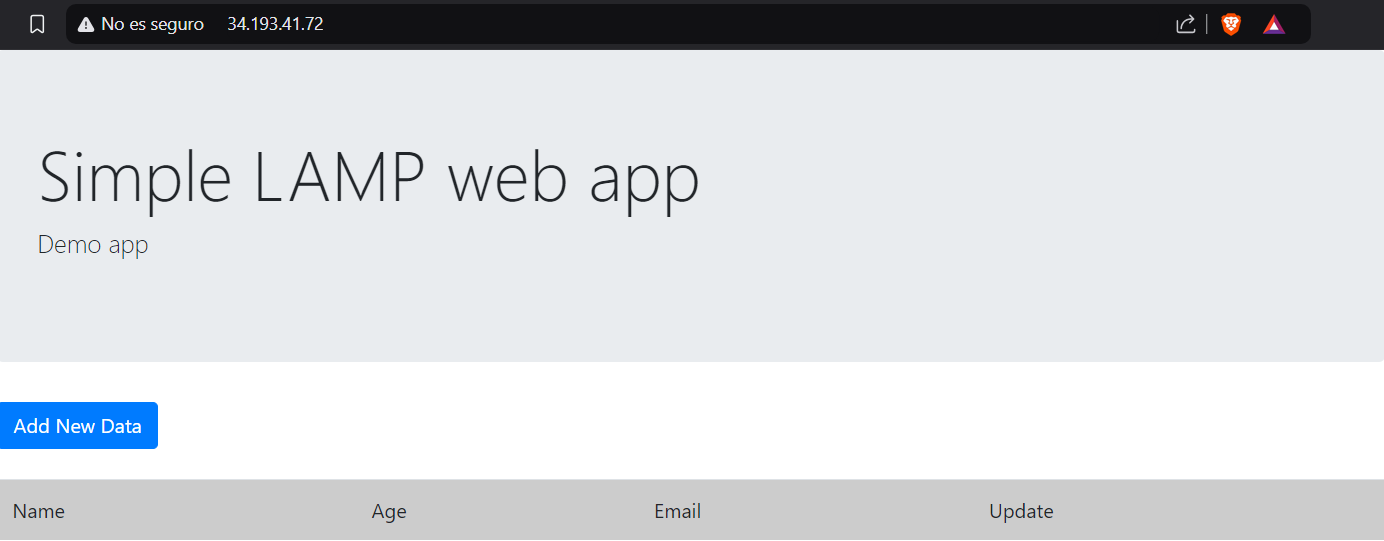 No es seguro 34.193.41.72
Simple LAMP web app
Demo app
Add New Data
Name Age Email Update